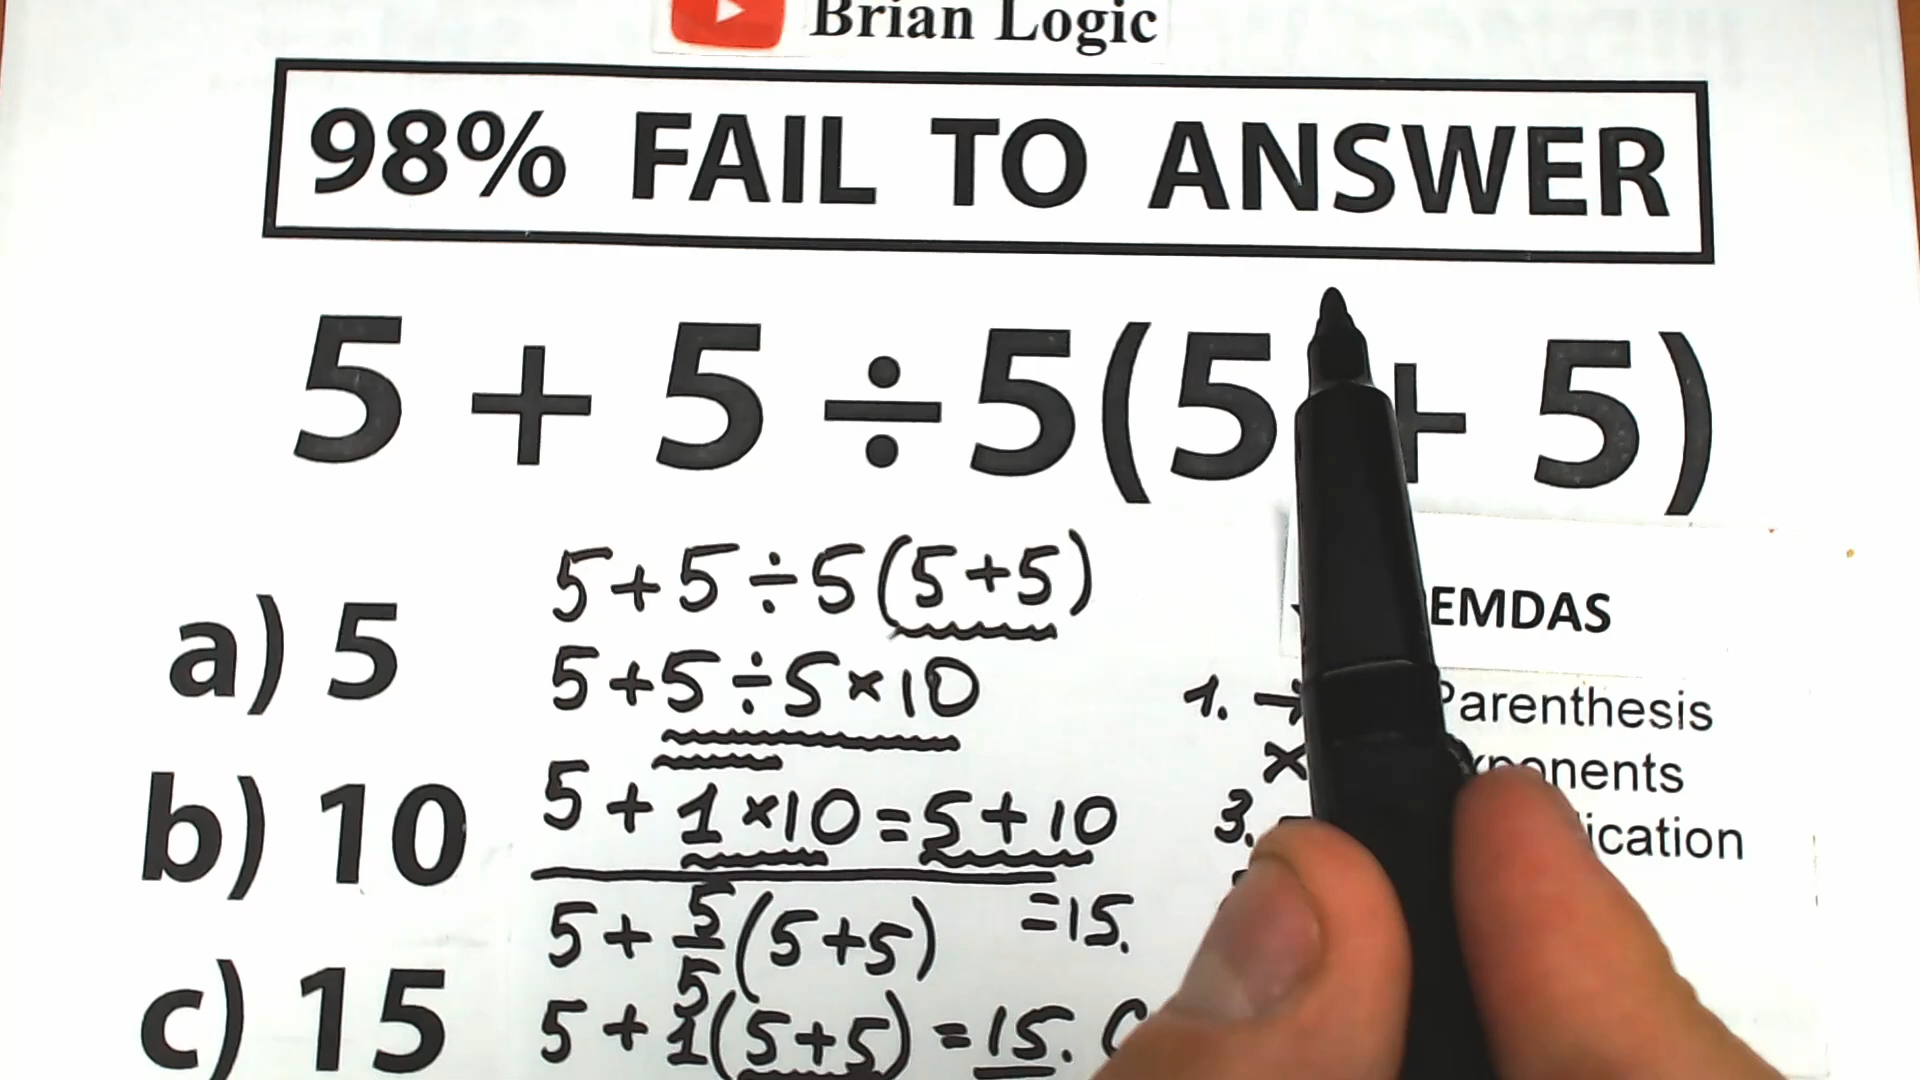 Brian Logic
98% FAIL TO ANSWER
5 + 5 ÷ 5(5 + 5)
a) 5
b) 10
c) 15
5+5÷5(5+5)
5+5÷5×10
5+1×10=5+10
=15.
5+5/5(5+5)
5+1(5+5)=15.
EMDAS
1. → Parenthesis
× xponents
3. ication